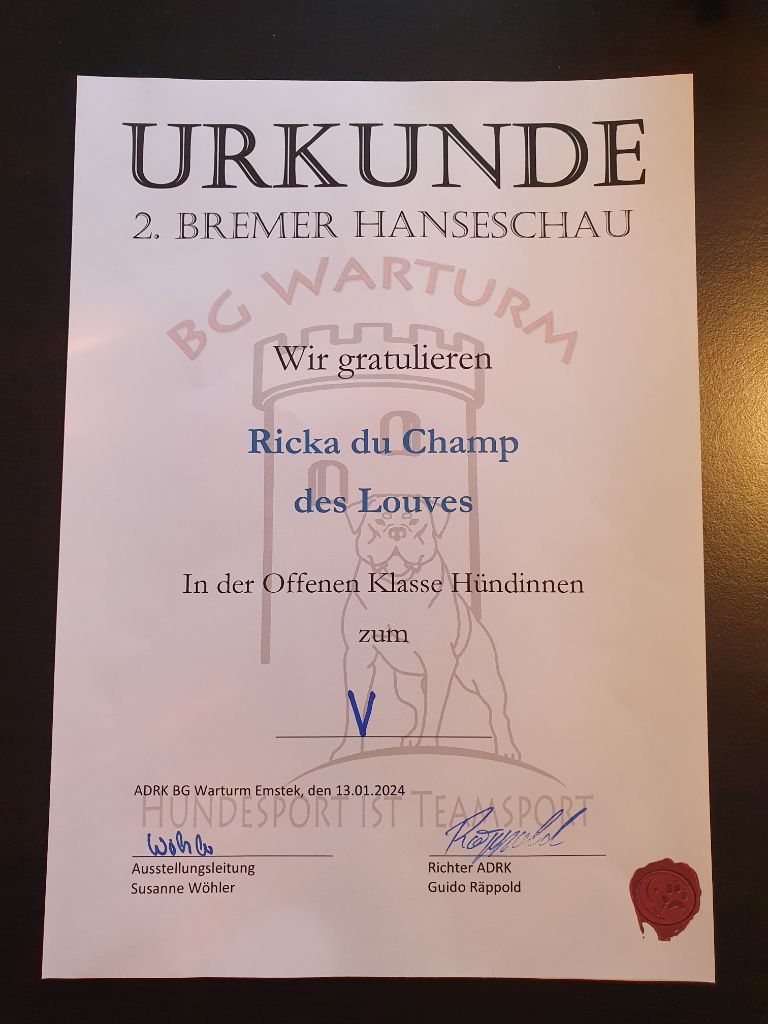 URKUNDE
2. BREMER HANSESCHAU
BG WARTURM
Wir gratulieren
Ricka du Champ
des Louves
In der Offenen Klasse Hündinnen
zum
V
ADRK BG Warturm Emstek, den 13.01.2024
HUNDESPORT IST TEAMSPORT
Wöhler
Räppold
Ausstellungsleitung
Richter ADRK
Susanne Wöhler
Guido Räppold